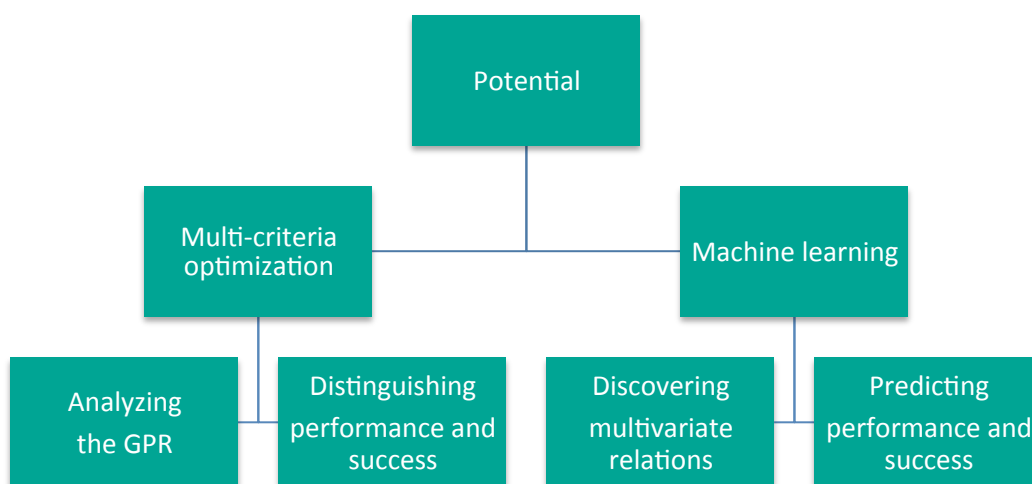 Potential
Multi-criteria
optimization
Machine learning
Analyzing
the GPR
Distinguishing
performance and
success
Discovering
multivariate
relations
Predicting
performance and
success